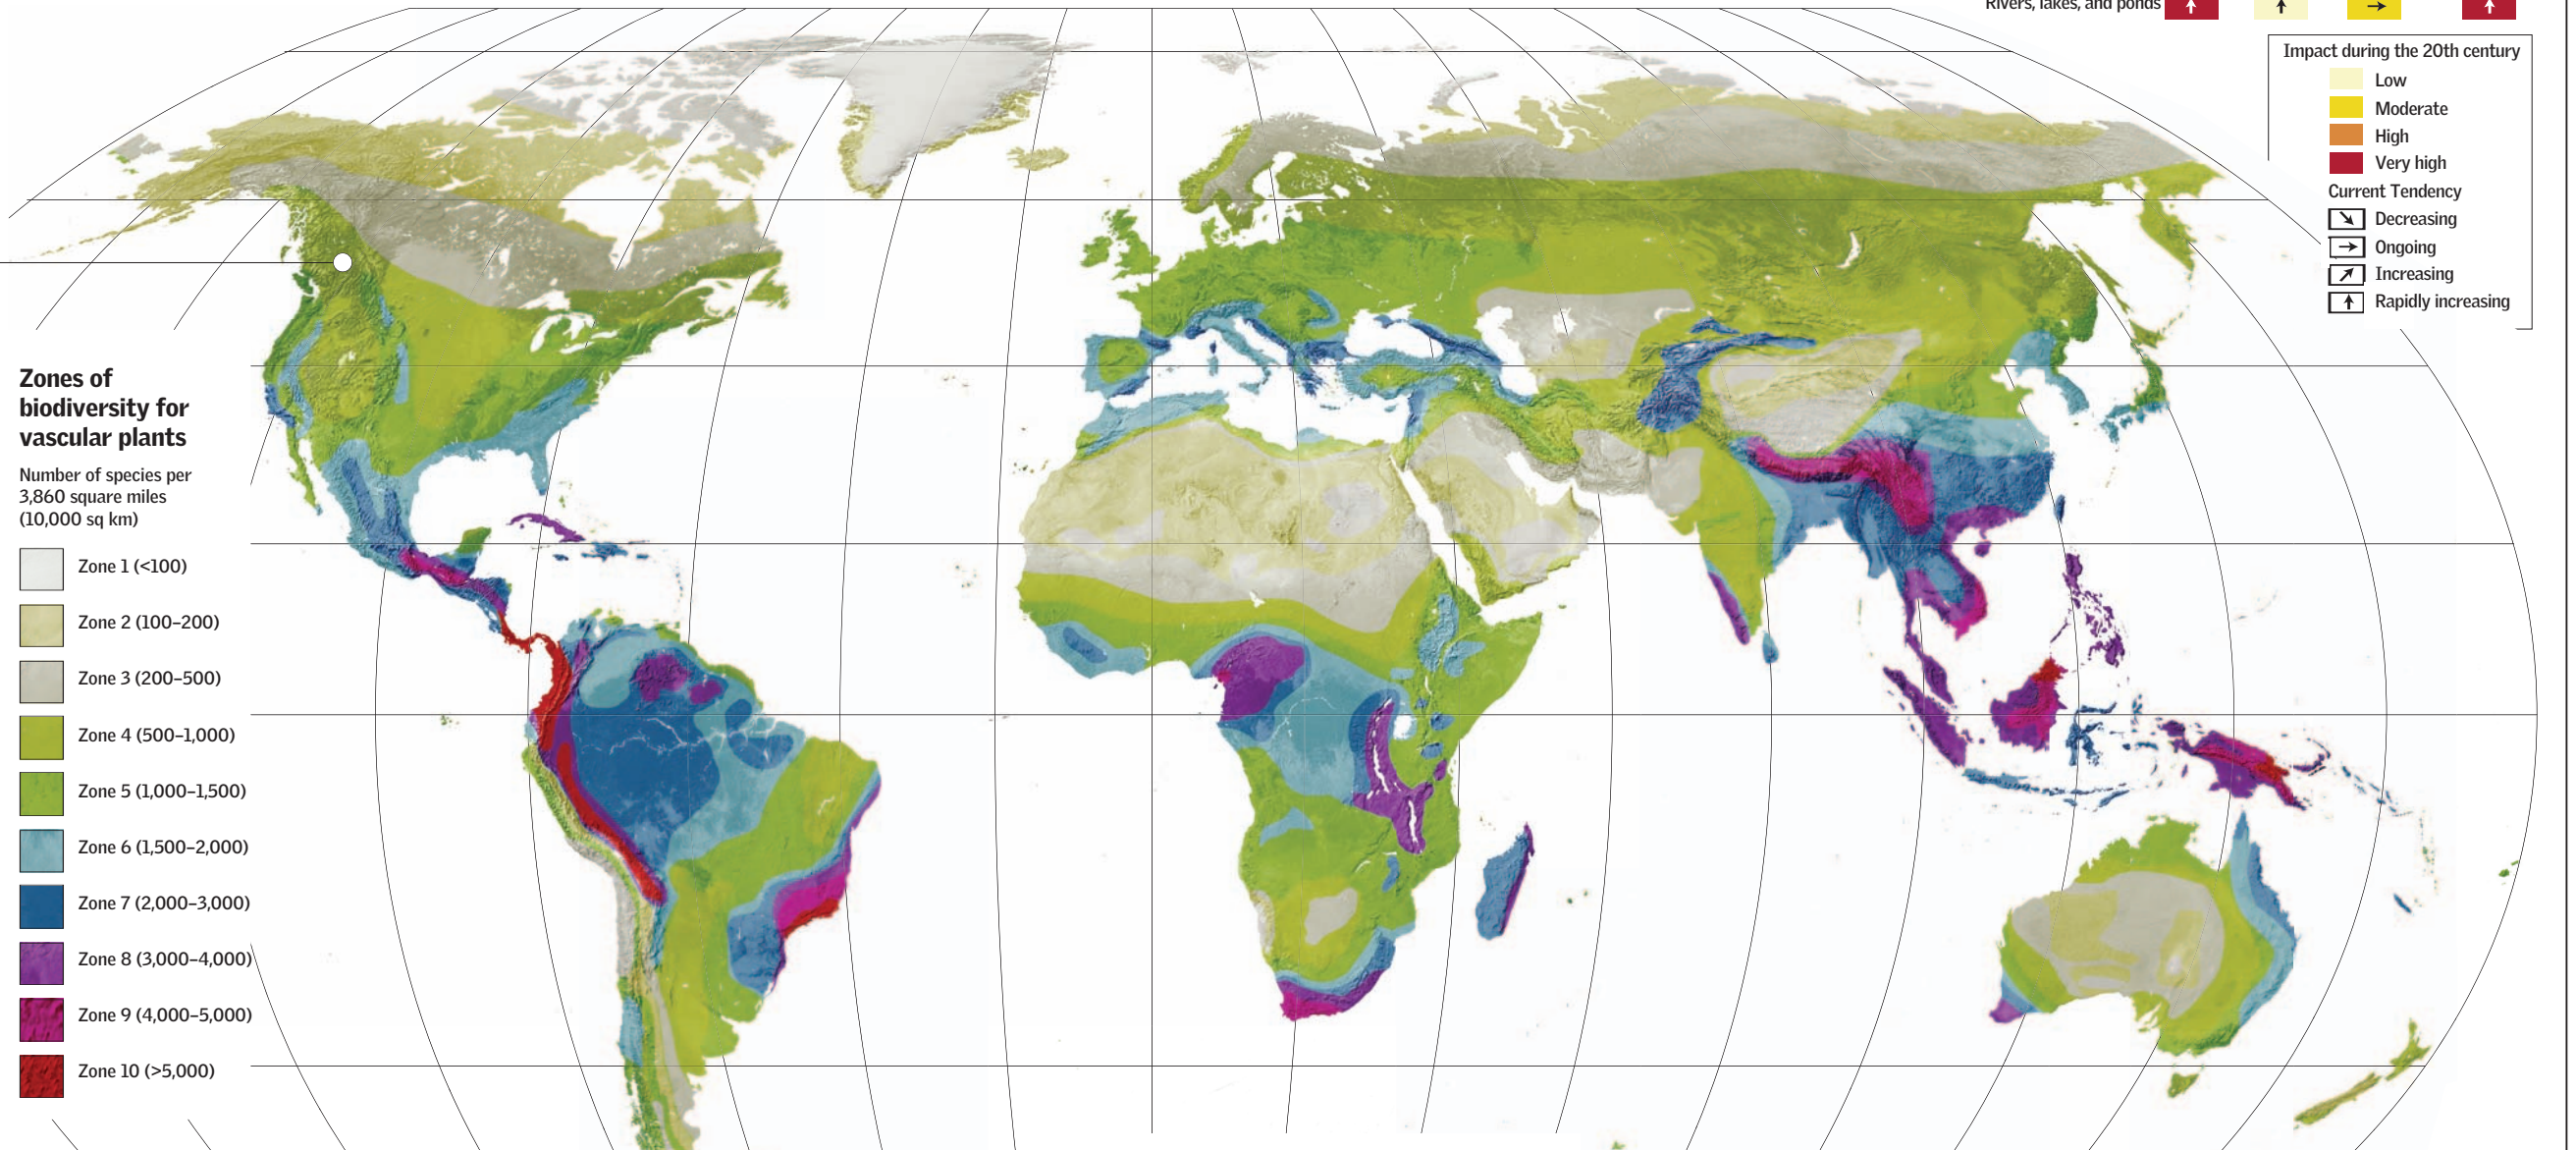 Rivers, lakes, and ponds
Impact during the 20th century
Low
Moderate
High
Very high
Current Tendency
Decreasing
Ongoing
Increasing
Rapidly increasing
Zones of
biodiversity for
vascular plants
Number of species per
3,860 square miles
(10,000 sq km)
Zone 1 (<100)
Zone 2 (100–200)
Zone 3 (200–500)
Zone 4 (500–1,000)
Zone 5 (1,000–1,500)
Zone 6 (1,500–2,000)
Zone 7 (2,000–3,000)
Zone 8 (3,000–4,000)
Zone 9 (4,000–5,000)
Zone 10 (>5,000)